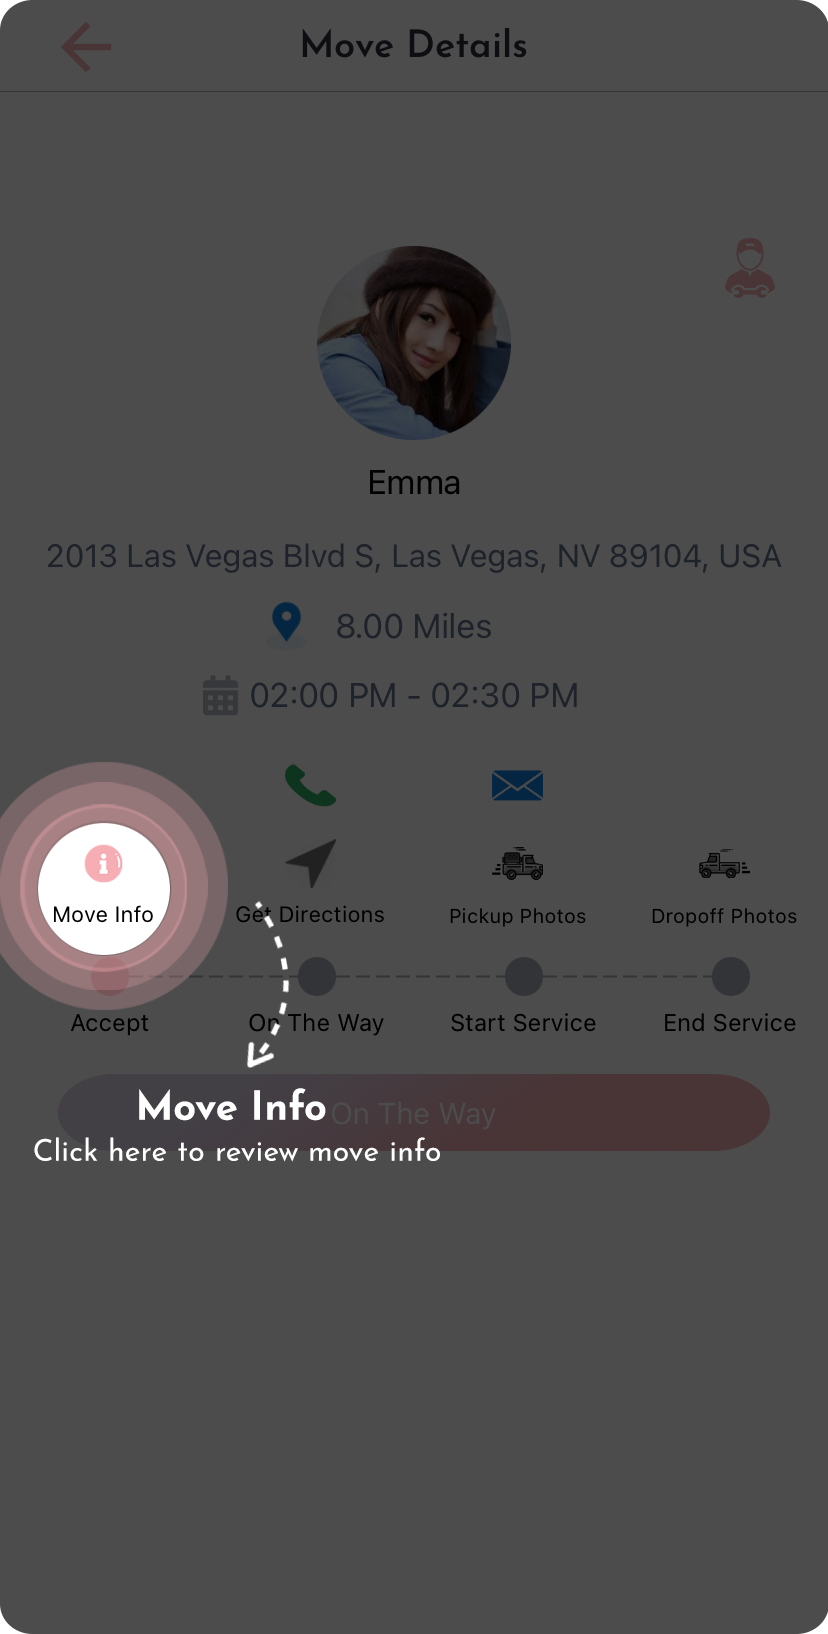 Move Details
Emma
2013 Las Vegas Blvd S, Las Vegas, NV 89104, USA
8.00 Miles
02:00 PM - 02:30 PM
Move Info
Get Directions
Pickup Photos
Dropoff Photos
Accept
On The Way
Start Service
End Service
On The Way
Move Info
Click here to review move info